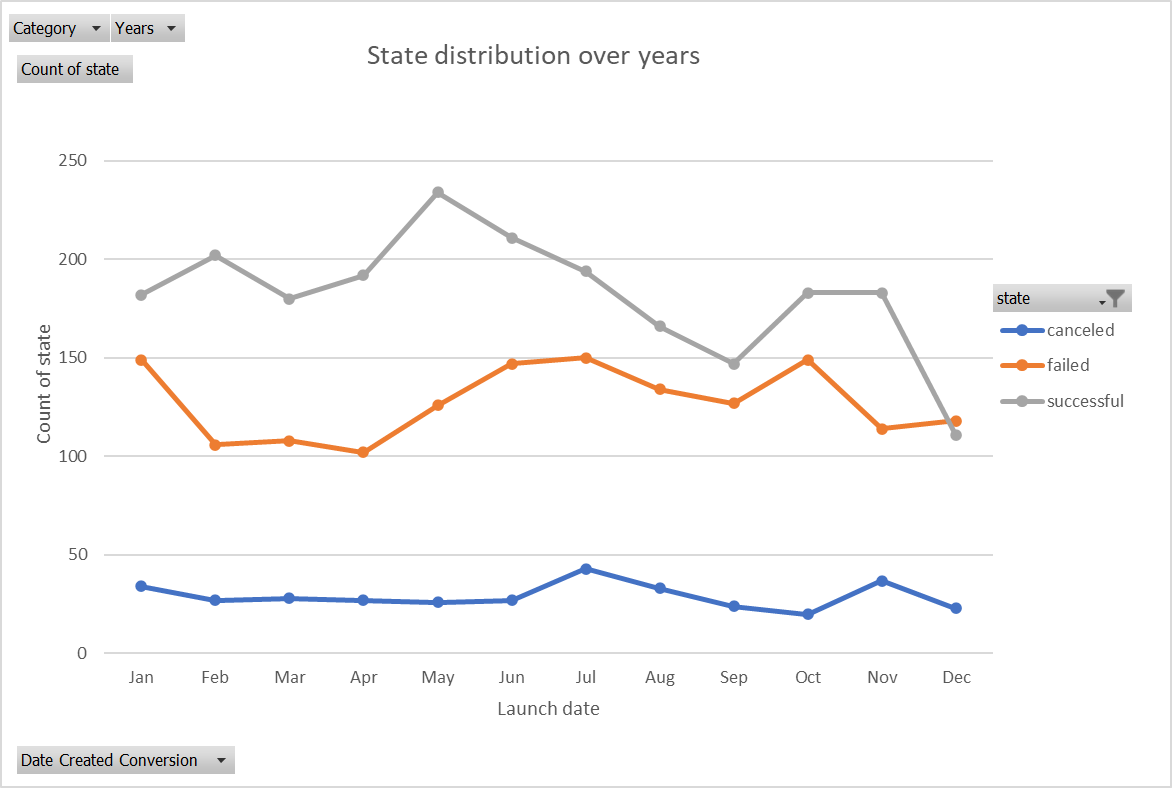 Category Years
State distribution over years
Count of state
250
200
150
100
50
0
Count of state
Jan Feb Mar Apr May Jun Jul Aug Sep Oct Nov Dec
Launch date
state
canceled
failed
successful
Date Created Conversion